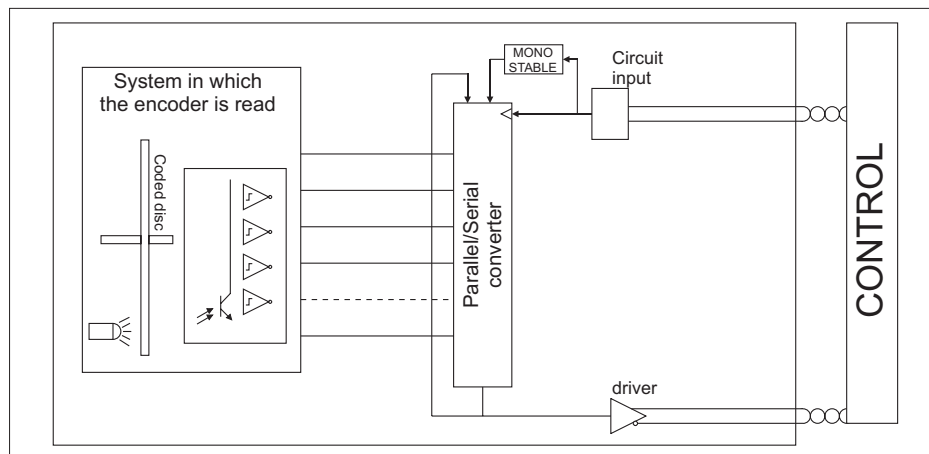 System in which
the encoder is read
Coded disc
MONO
STABLE
Circuit
input
Parallel/Serial
converter
driver
CONTROL